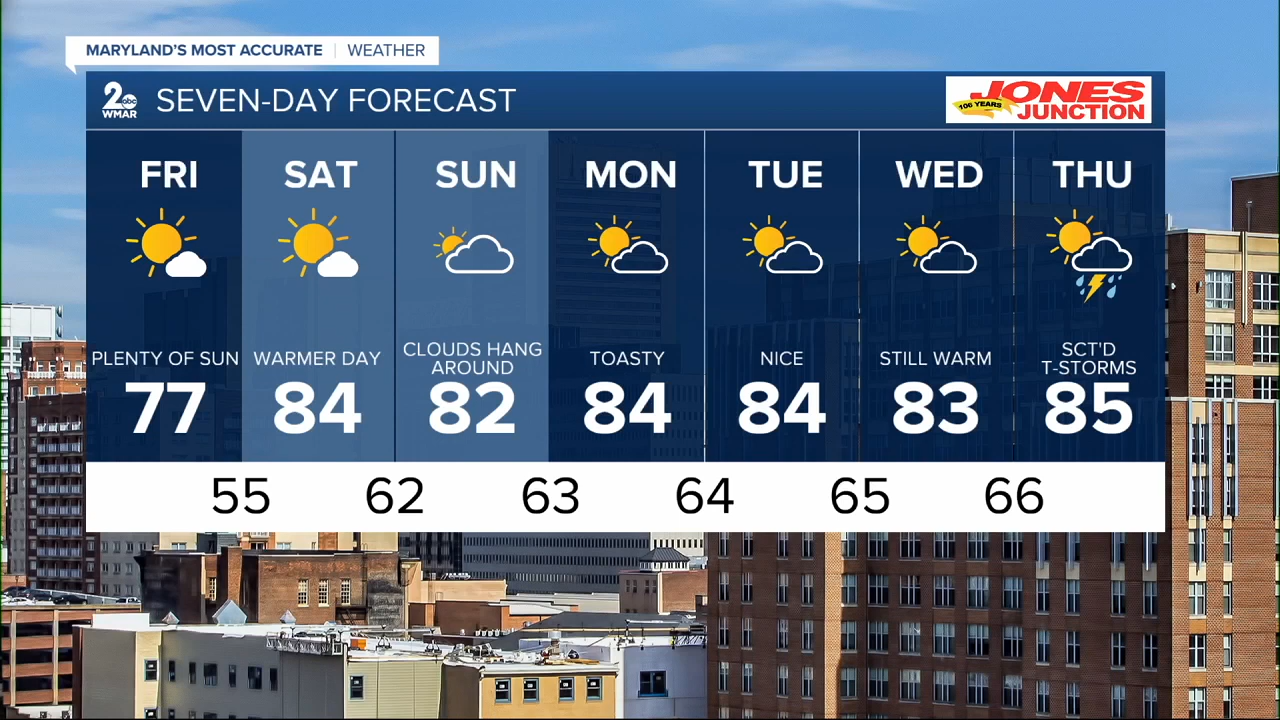 MARYLAND'S MOST ACCURATE | WEATHER
2 abc
WMAR
SEVEN-DAY FORECAST
JONES
106 YEARS
JUNCTION
FRI SAT SUN MON TUE WED THU
PLENTY OF SUN WARMER DAY CLOUDS HANG AROUND TOASTY NICE STILL WARM SCT'D T-STORMS
77 84 82 84 84 83 85
55 62 63 64 65 66